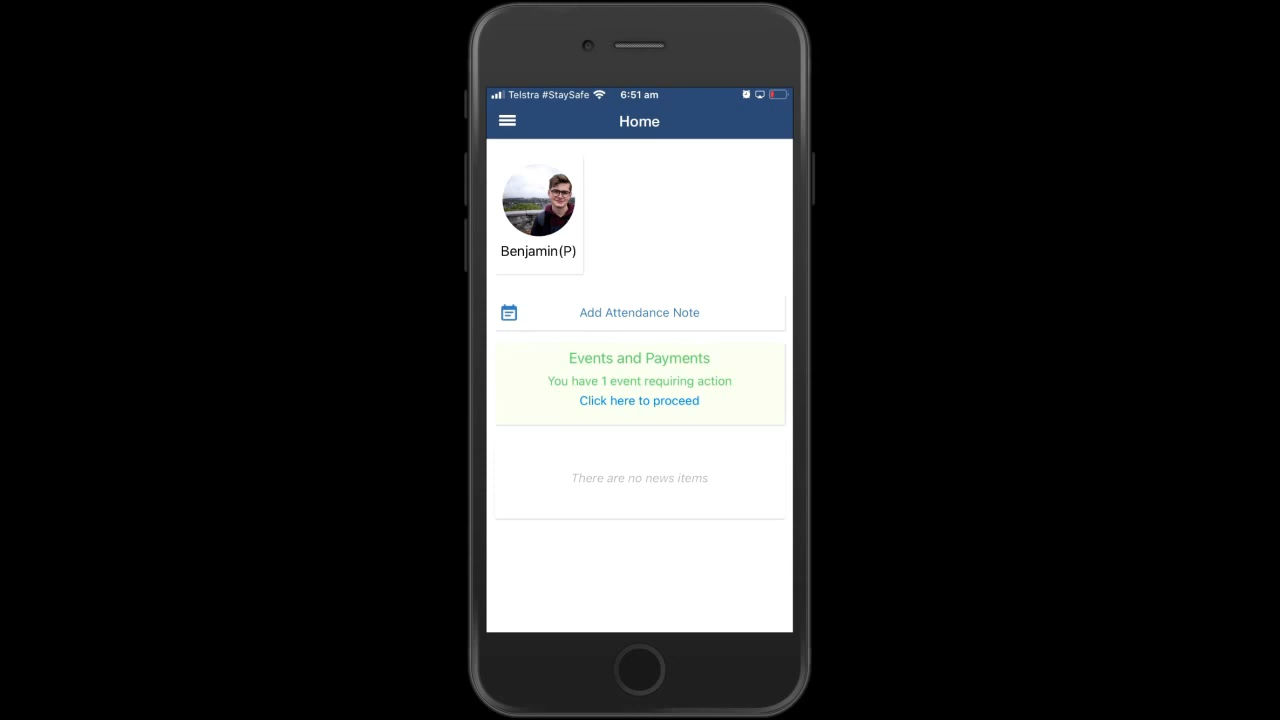 Telstra #StaySafe 6:51 am
Home
Benjamin(P)
Add Attendance Note
Events and Payments
You have 1 event requiring action
Click here to proceed
There are no news items